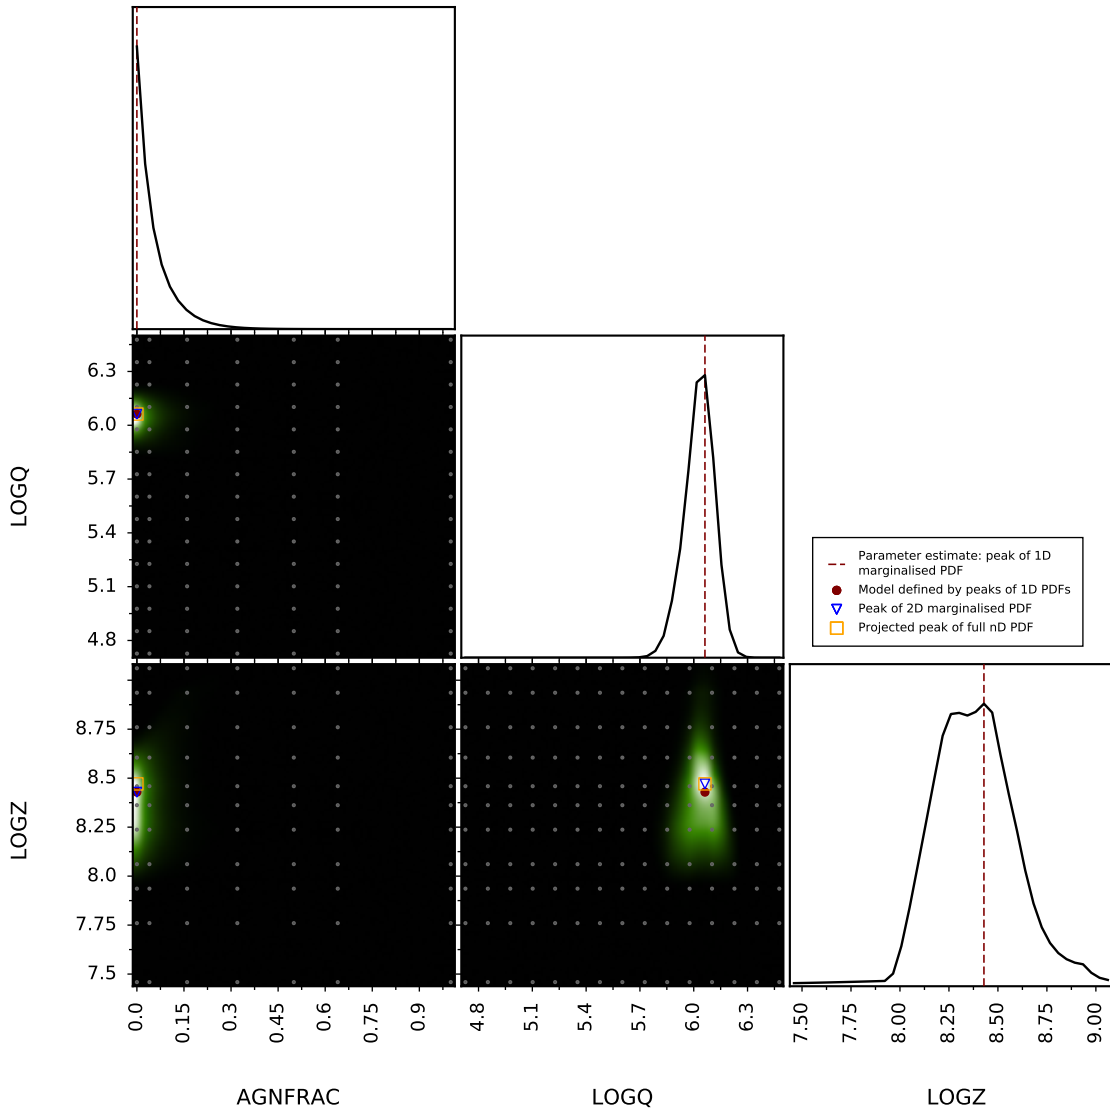 6.3
6.0
5.7
5.4
5.1
4.8
LOGQ
Parameter estimate: peak of 1D
marginalised PDF
Model defined by peaks of 1D PDFs
Peak of 2D marginalised PDF
Projected peak of full nD PDF
8.75
8.5
8.25
8.0
7.75
7.5
LOGZ
0.0 0.15 0.3 0.45 0.6 0.75 0.9
4.8 5.1 5.4 5.7 6.0 6.3
7.50 7.75 8.00 8.25 8.50 8.75 9.00
AGNFRAC LOGQ LOGZ